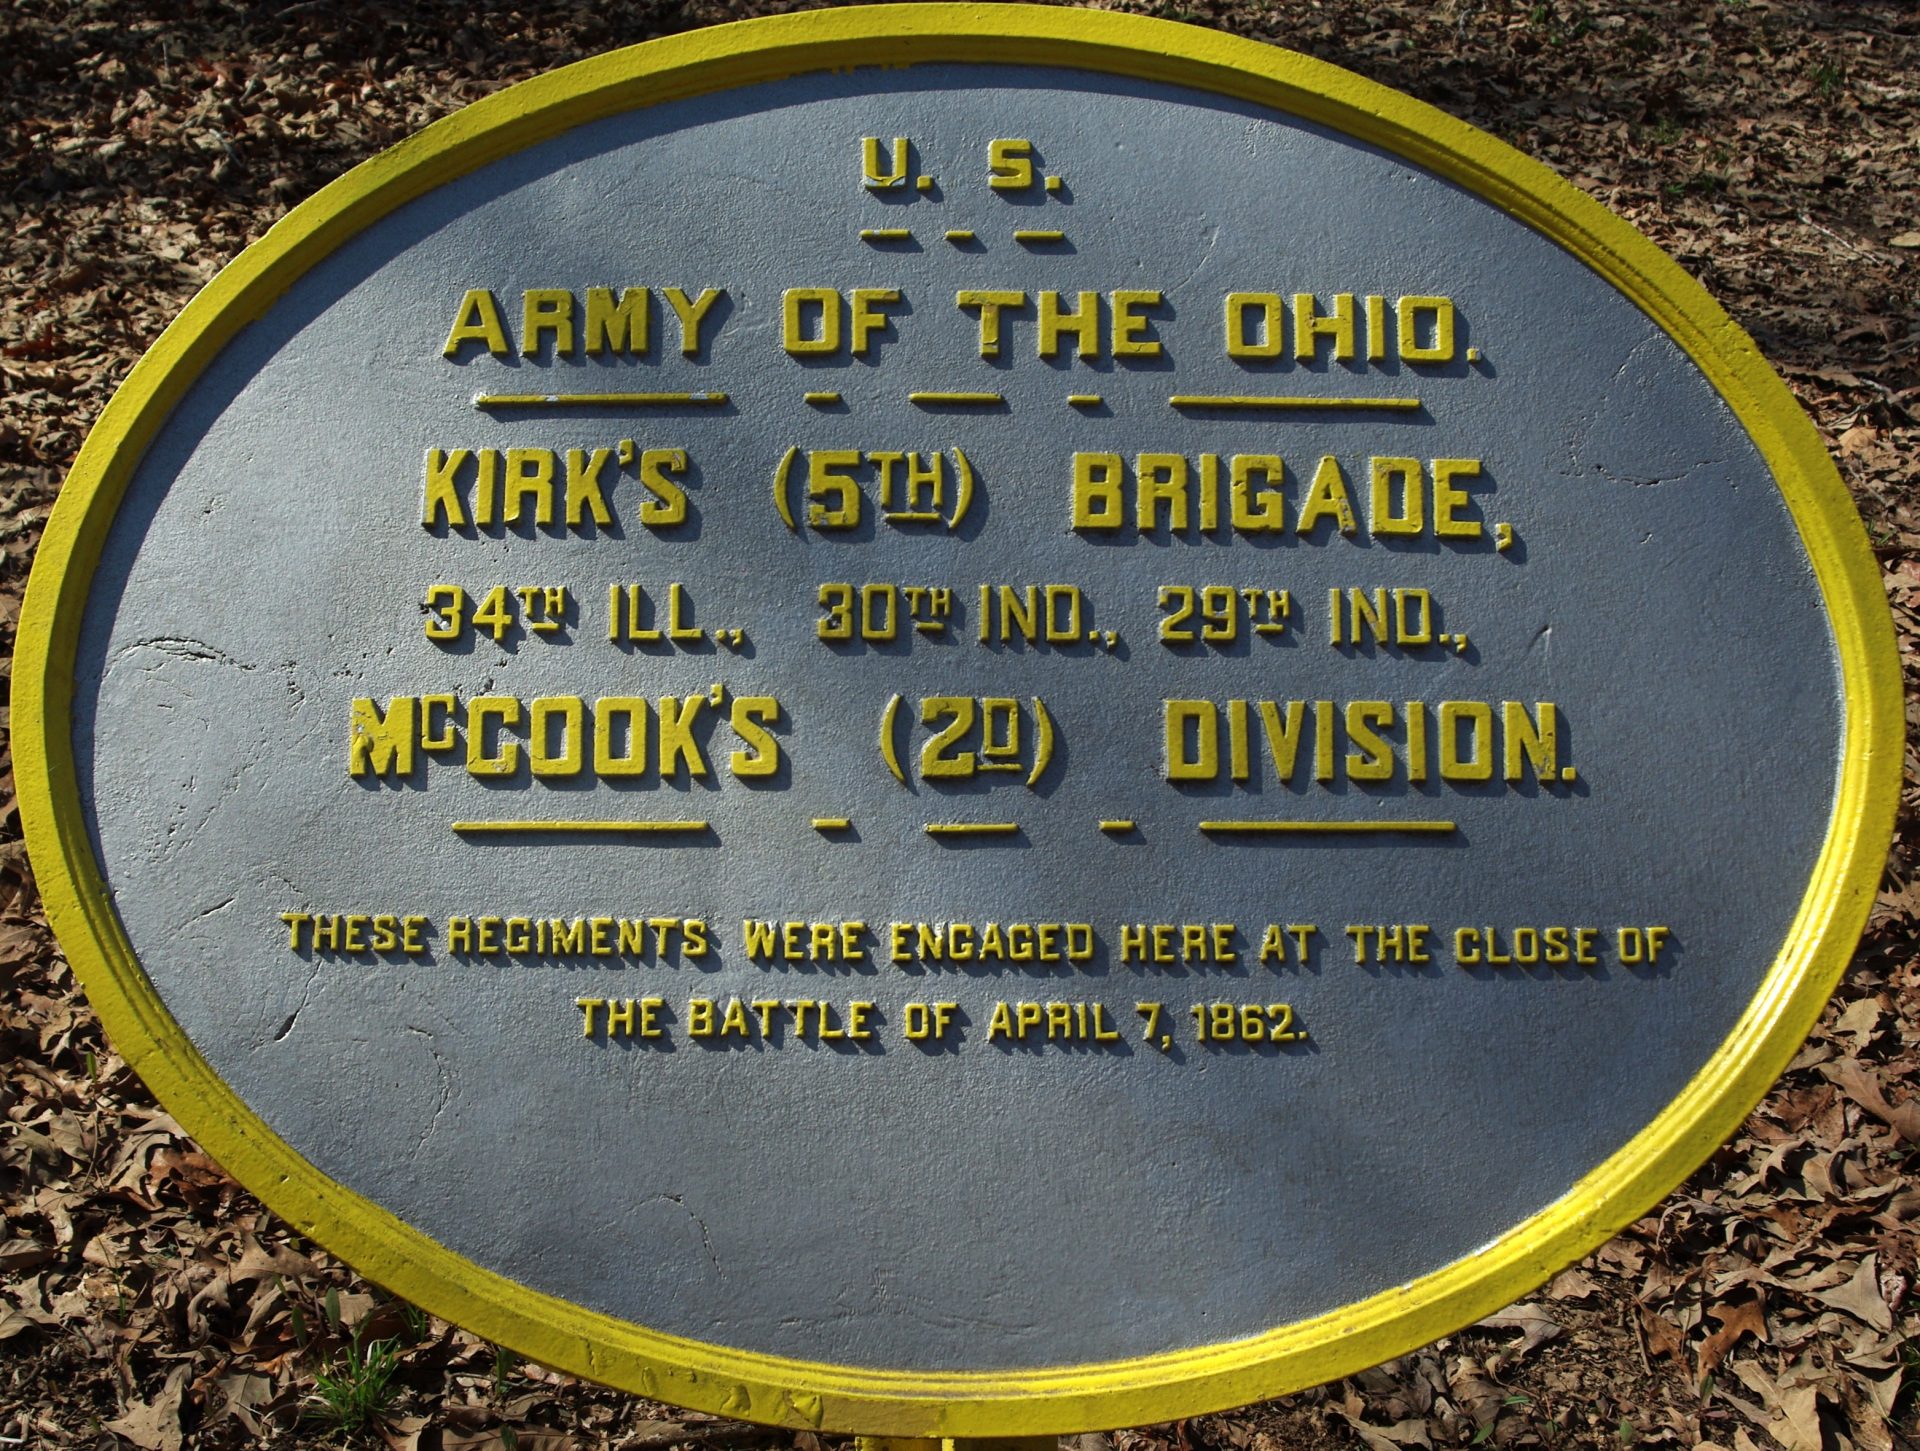 U. S.
ARMY OF THE OHIO.
KIRK'S (5TH) BRIGADE,
34TH ILL., 30TH IND., 29TH IND.,
McCOOK'S (2D) DIVISION.
THESE REGIMENTS WERE ENGAGED HERE AT THE CLOSE OF
THE BATTLE OF APRIL 7, 1862.